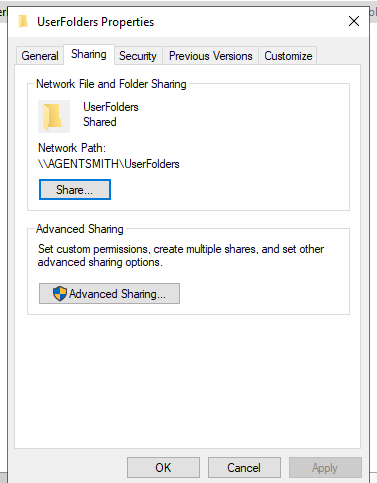 UserFolders Properties
General
Sharing
Security
Previous Versions
Customize
Network File and Folder Sharing
UserFolders
Shared
Network Path:
\\AGENTSMITH\UserFolders
Share...
Advanced Sharing
Set custom permissions, create multiple shares, and set other
advanced sharing options.
Advanced Sharing...
OK
Cancel
Apply